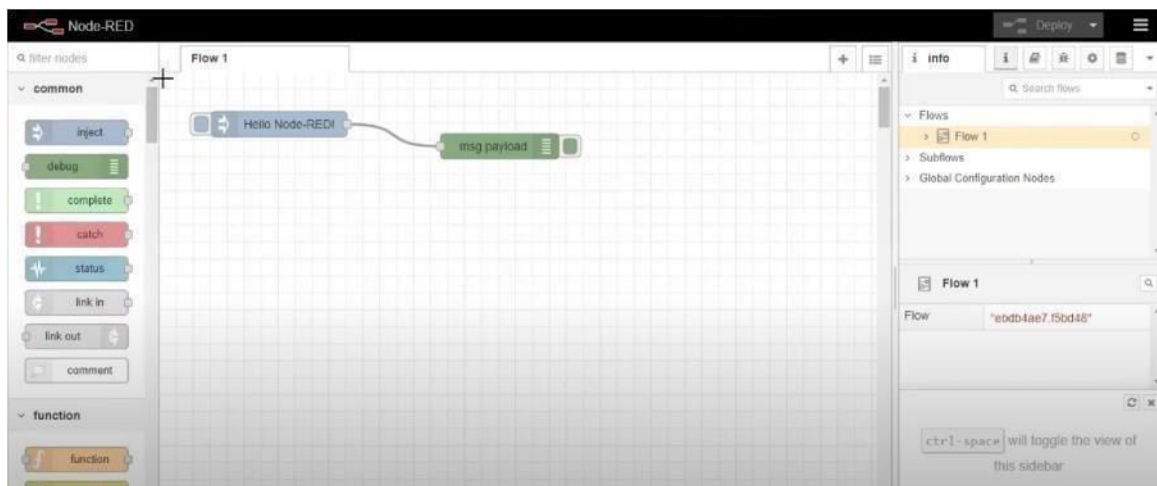 Node-RED
Deploy
filter nodes
Flow 1
i info
Search flows
common
inject
debug
complete
catch
status
link in
link out
comment
function
function
Hello Node-RED!
msg.payload
Flows
Flow 1
Subflows
Global Configuration Nodes
Flow 1
Flow "ebdb4ae7.f5bd48"
ctrl-space will toggle the view of
this sidebar